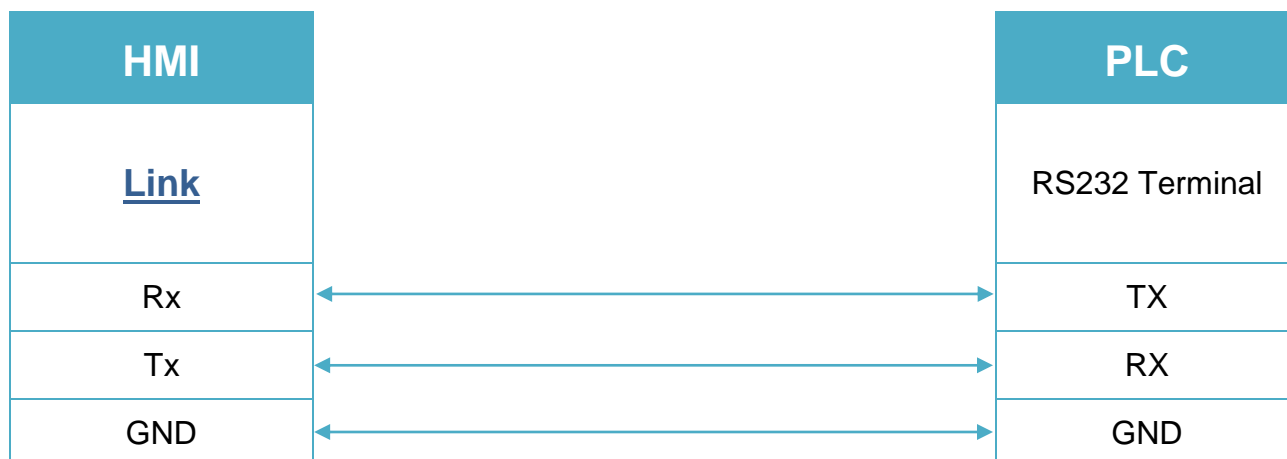 HMI
PLC
Link
RS232 Terminal
Rx
TX
Tx
RX
GND
GND